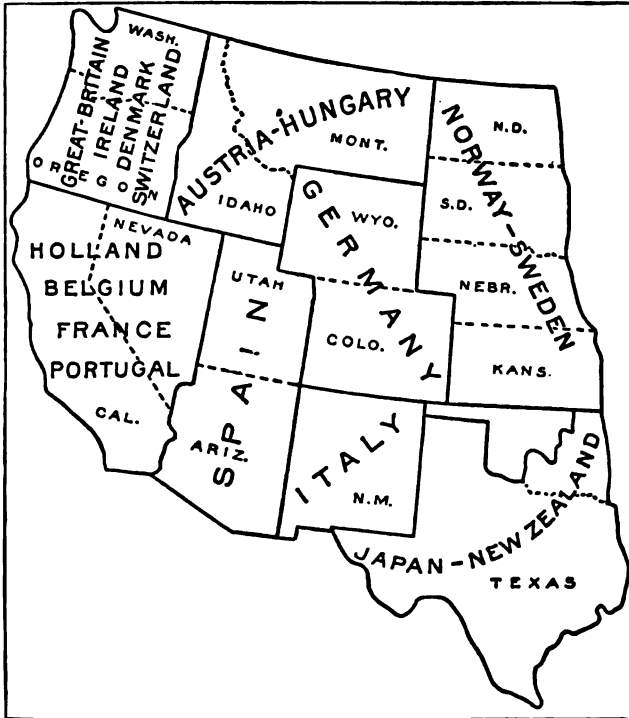 WASH.
GREAT-BRITAIN
IRELAND
DENMARK
SWITZERLAND
OREGON
AUSTRIA-HUNGARY
MONT.
IDAHO
NORWAY-SWEDEN
N.D.
S.D.
NEBR.
KANS.
GERMANY
WYO.
COLO.
NEVADA
HOLLAND
BELGIUM
FRANCE
PORTUGAL
CAL.
UTAH
SPAIN
ARIZ.
ITALY
N.M.
JAPAN-NEW ZEALAND
TEXAS